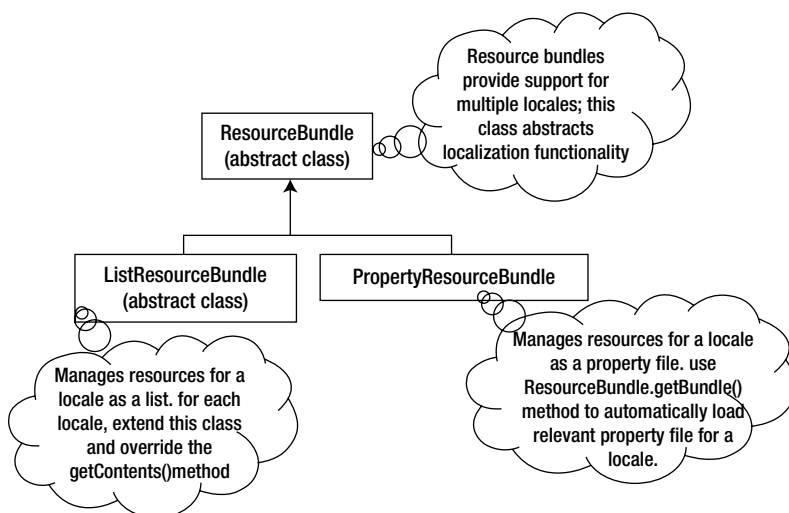 Resource bundles
provide support for
multiple locales; this
class abstracts
localization functionality
ResourceBundle
(abstract class)
ListResourceBundle
(abstract class)
PropertyResourceBundle
Manages resources for a
locale as a list. for each
locale, extend this class
and override the
getContents()method
Manages resources for a locale
as a property file. use
ResourceBundle.getBundle()
method to automatically load
relevant property file for a
locale.